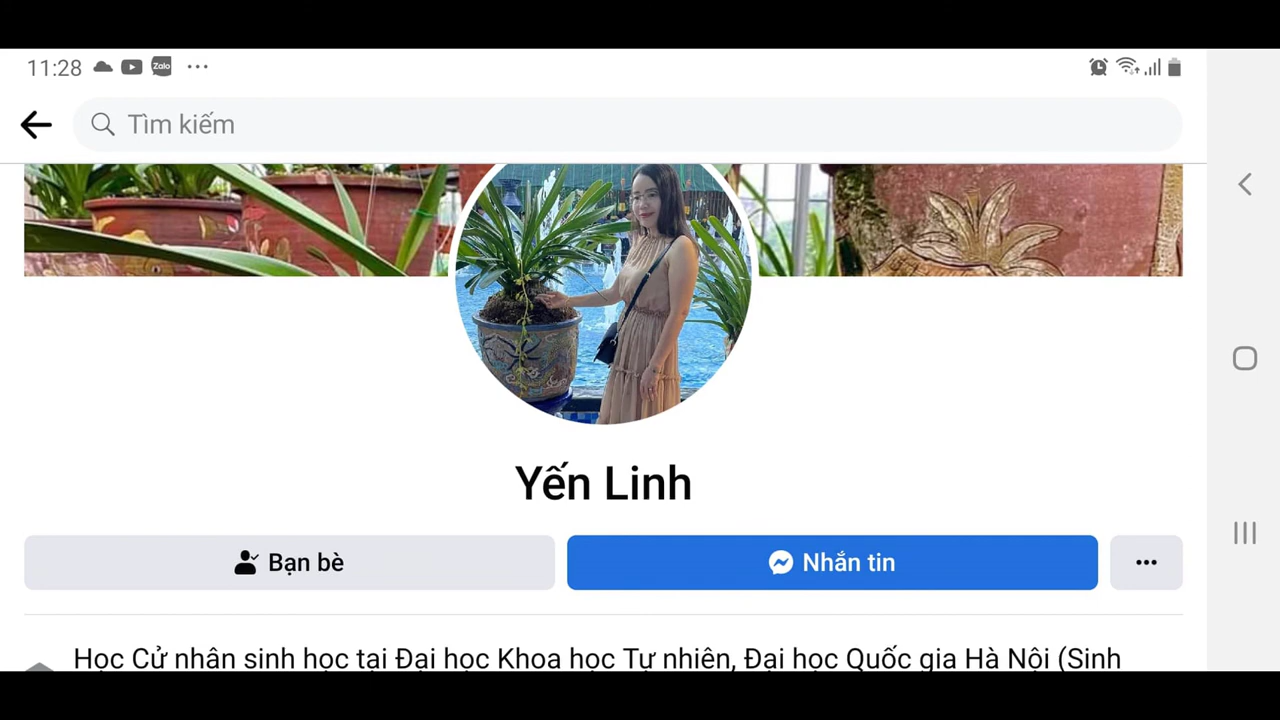 11:28
Zalo
Tìm kiếm
Yến Linh
Bạn bè
Nhắn tin
Học Cử nhân sinh học tại Đại học Khoa học Tự nhiên, Đại học Quốc gia Hà Nội (Sinh